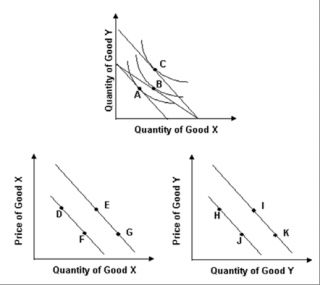 Quantity of Good Y
C
B
A
Quantity of Good X
Price of Good X
D
E
F
G
Quantity of Good X
Price of Good Y
H
I
J
K
Quantity of Good Y